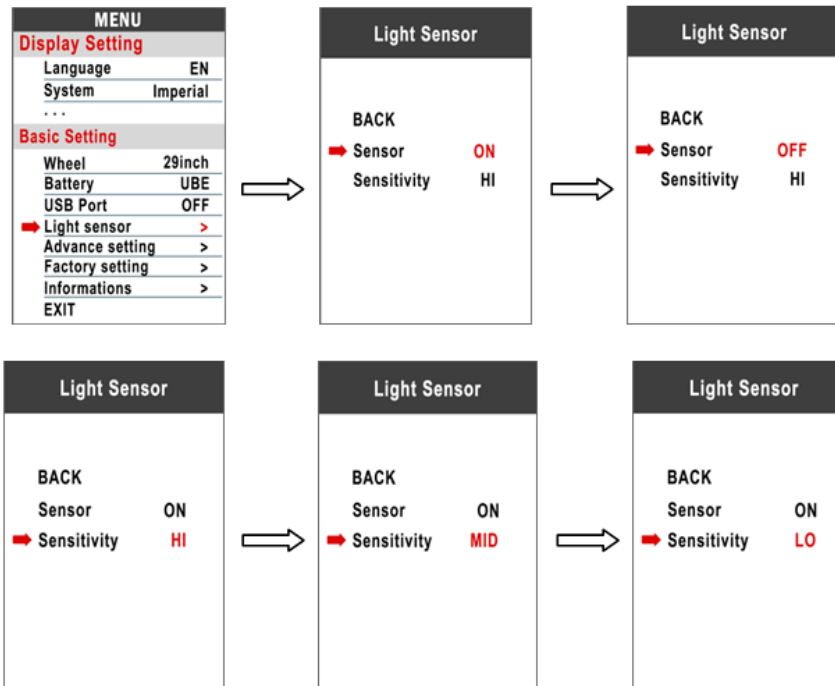 MENU
Display Setting
Language EN
System Imperial
...
Basic Setting
Wheel 29inch
Battery UBE
USB Port OFF
Light sensor >
Advance setting >
Factory setting >
Informations >
EXIT
Light Sensor
BACK
Sensor ON
Sensitivity HI
Light Sensor
BACK
Sensor OFF
Sensitivity HI
Light Sensor
BACK
Sensor ON
Sensitivity HI
Light Sensor
BACK
Sensor ON
Sensitivity MID
Light Sensor
BACK
Sensor ON
Sensitivity LO